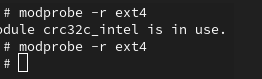 # modprobe -r ext4
odule crc32c_intel is in use.
# modprobe -r ext4
#